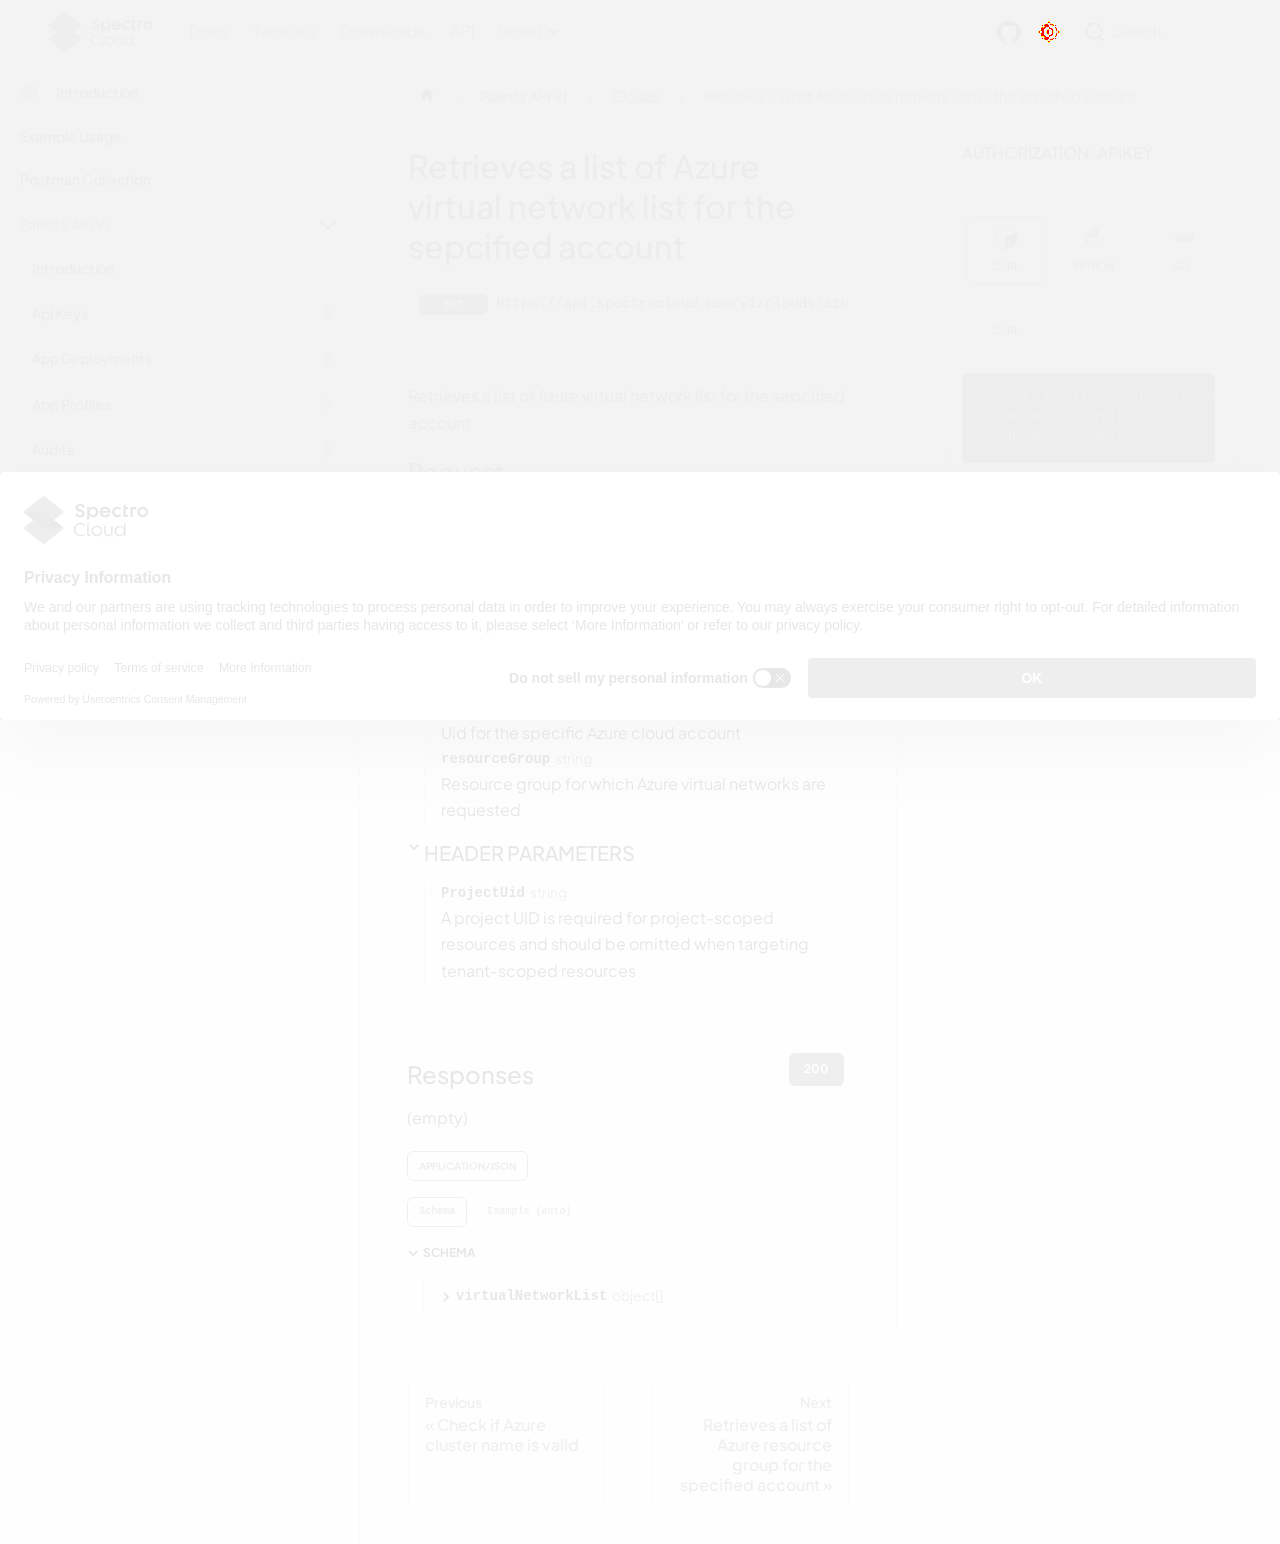 Spectro
Cloud
Docs
Tutorials
Downloads
API
latest
Search
Introduction
Palette API V1
Clouds
Retrieves a list of Azure virtual network list for the sepcified account
Example Usage
Postman Collection
Palette API V1
Introduction
Api Keys
App Deployments
App Profiles
Audits
Retrieves a list of Azure
virtual network list for the
sepcified account
GET
https://api.spectrocloud.com/v1/clouds/azu
Retrieves a list of Azure virtual network list for the sepcified
account
Request
AUTHORIZATION: APIKEY
CURL
PYTHON
GO
CURL
Spectro
Cloud
Privacy Information
We and our partners are using tracking technologies to process personal data in order to improve your experience. You may always exercise your consumer right to opt-out. For detailed information
about personal information we collect and third parties having access to it, please select ‘More Information’ or refer to our privacy policy.
Privacy policy
Terms of service
More Information
Do not sell my personal information
OK
Powered by Usercentrics Consent Management
Uid for the specific Azure cloud account
resourceGroup string
Resource group for which Azure virtual networks are
requested
HEADER PARAMETERS
ProjectUid string
A project UID is required for project-scoped
resources and should be omitted when targeting
tenant-scoped resources
Responses
200
(empty)
APPLICATION/JSON
Schema
Example (auto)
SCHEMA
virtualNetworkList object[]
Previous
« Check if Azure
cluster name is valid
Next
Retrieves a list of
Azure resource
group for the
specified account »